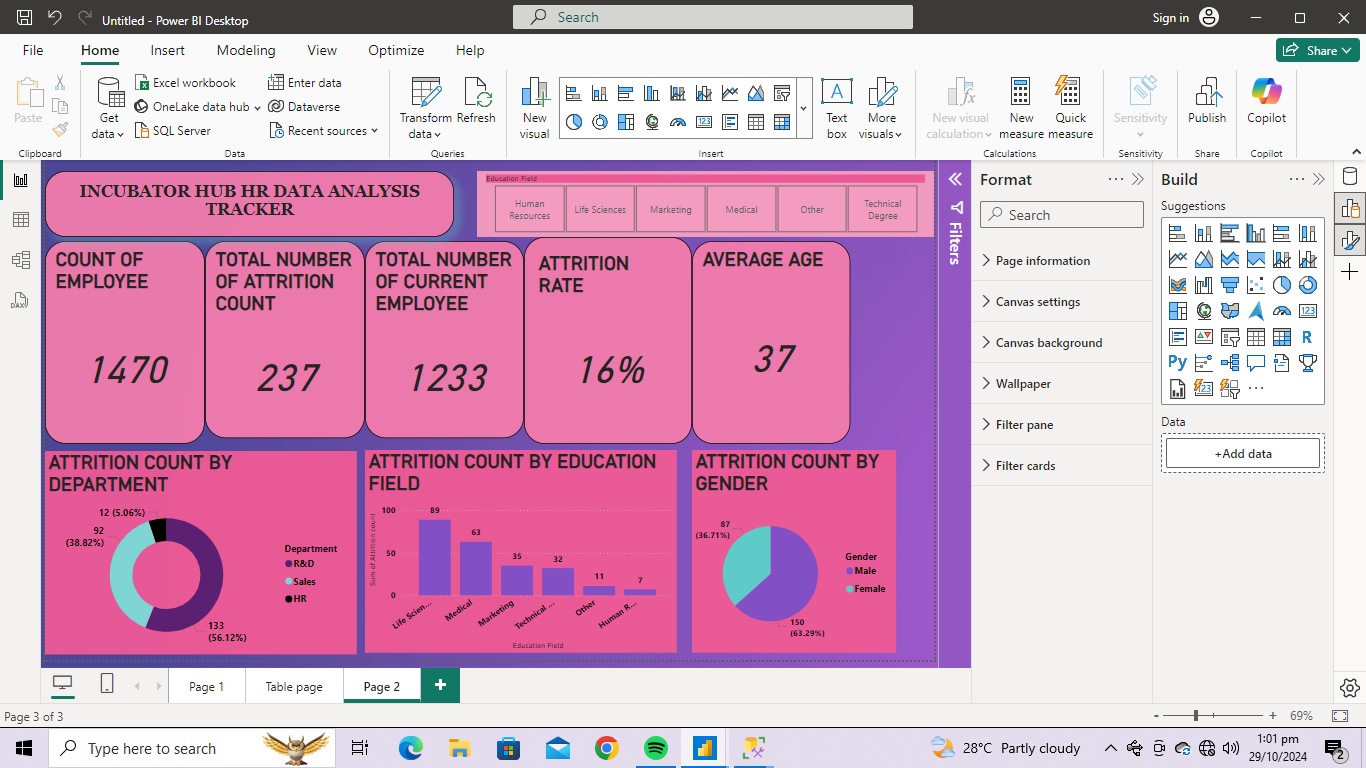 Untitled - Power BI Desktop
Search
Sign in
File
Home
Insert
Modeling
View
Optimize
Help
Share
Paste
Clipboard
Get
data
Excel workbook
OneLake data hub
SQL Server
Enter data
Dataverse
Recent sources
Data
Transform
data
Refresh
Queries
New
visual
Text
box
More
visuals
Insert
New visual
calculation
New
measure
Quick
measure
Calculations
Sensitivity
Sensitivity
Publish
Share
Copilot
Copilot
INCUBATOR HUB HR DATA ANALYSIS
TRACKER
Education Field
Human
Resources
Life Sciences
Marketing
Medical
Other
Technical
Degree
COUNT OF
EMPLOYEE
1470
TOTAL NUMBER
OF ATTRITION
COUNT
237
TOTAL NUMBER
OF CURRENT
EMPLOYEE
1233
ATTRITION
RATE
16%
AVERAGE AGE
37
ATTRITION COUNT BY
DEPARTMENT
12 (5.06%)
92
(38.82%)
133
(56.12%)
Department
R&D
Sales
HR
ATTRITION COUNT BY EDUCATION
FIELD
Sum of Attrition count
100
50
0
89
63
35
32
11
7
Life Scien...
Medical
Marketing
Technical ...
Other
Human R...
Education Field
ATTRITION COUNT BY
GENDER
87
(36.71%)
150
(63.29%)
Gender
Male
Female
Filters
Format
Search
Page information
Canvas settings
Canvas background
Wallpaper
Filter pane
Filter cards
Build
Suggestions
123
R
Py
123
Data
+Add data
DAX
Page 1
Table page
Page 2
+
Page 3 of 3
- + 69%
Type here to search
28°C Partly cloudy
1:01 pm
29/10/2024
2